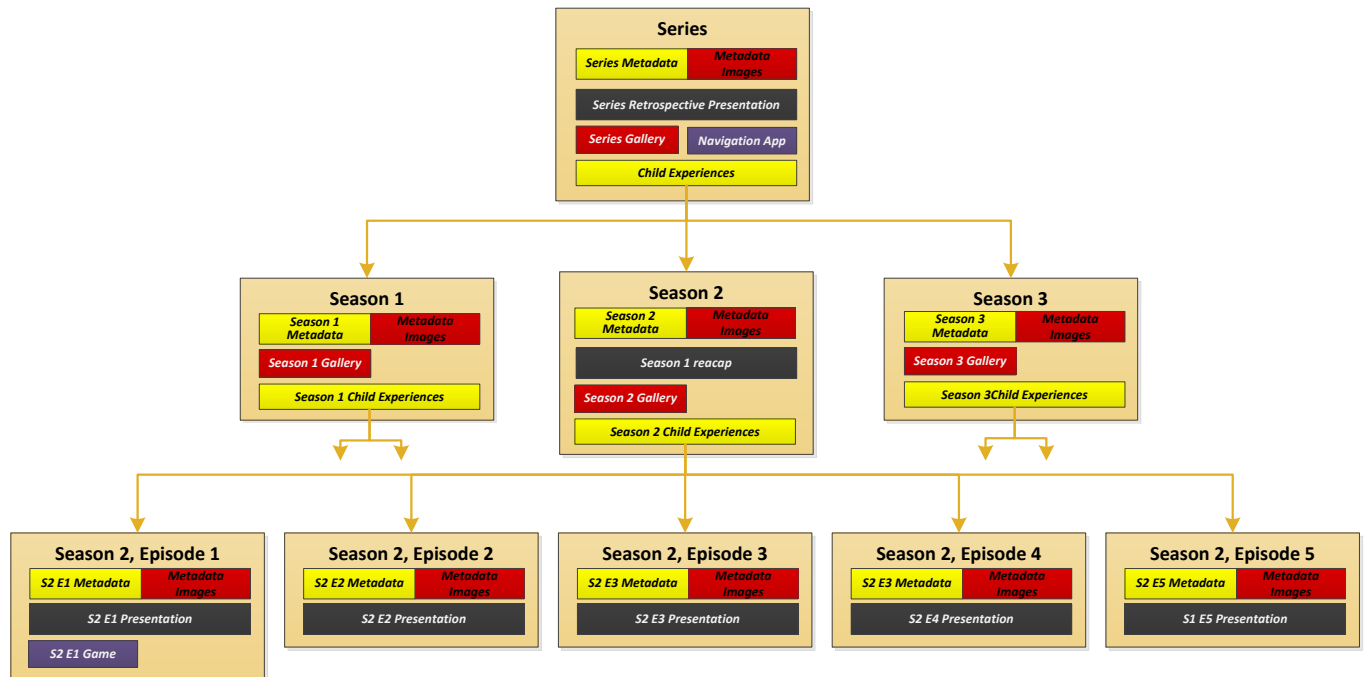 Series
Series Metadata
Metadata
Images
Series Retrospective Presentation
Series Gallery
Navigation App
Child Experiences
Season 1
Season 1
Metadata
Metadata
Images
Season 1 Gallery
Season 1 Child Experiences
Season 2
Season 2
Metadata
Metadata
Images
Season 1 reacap
Season 2 Gallery
Season 2 Child Experiences
Season 3
Season 3
Metadata
Metadata
Images
Season 3 Gallery
Season 3Child Experiences
Season 2, Episode 1
S2 E1 Metadata
Metadata
Images
S2 E1 Presentation
S2 E1 Game
Season 2, Episode 2
S2 E2 Metadata
Metadata
Images
S2 E2 Presentation
Season 2, Episode 3
S2 E3 Metadata
Metadata
Images
S2 E3 Presentation
Season 2, Episode 4
S2 E3 Metadata
Metadata
Images
S2 E4 Presentation
Season 2, Episode 5
S2 E5 Metadata
Metadata
Images
S1 E5 Presentation